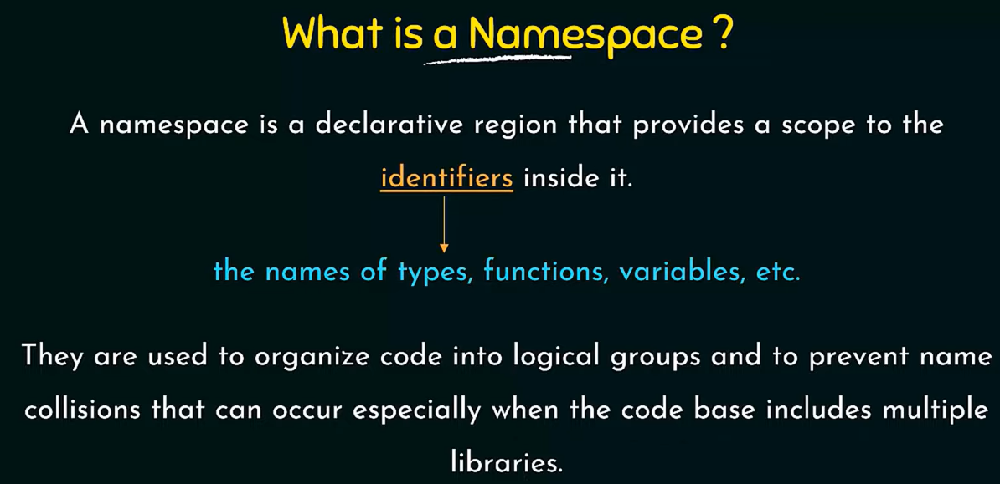 What is a Namespace ?
A namespace is a declarative region that provides a scope to the
identifiers inside it.
the names of types, functions, variables, etc.
They are used to organize code into logical groups and to prevent name
collisions that can occur especially when the code base includes multiple
libraries.